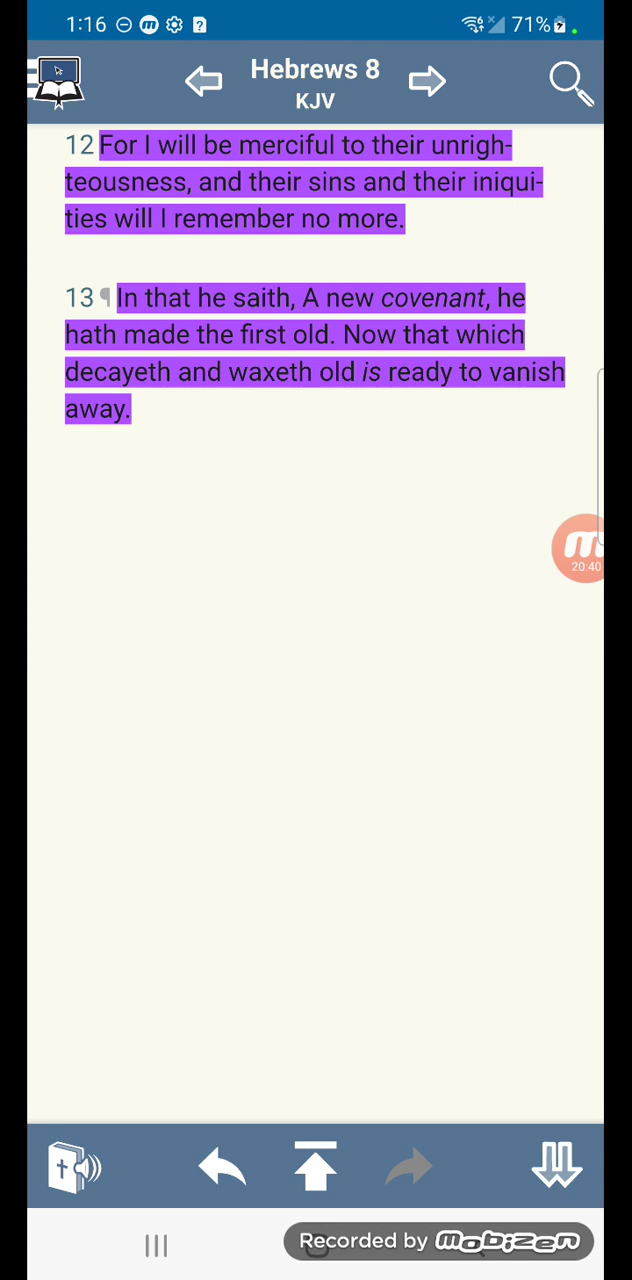 1:16 71%
Hebrews 8
KJV
12 For I will be merciful to their unrigh-
teousness, and their sins and their iniqui-
ties will I remember no more.
13 ¶ In that he saith, A new covenant, he
hath made the first old. Now that which
decayeth and waxeth old is ready to vanish
away.
m
20:40
Recorded by mobizen